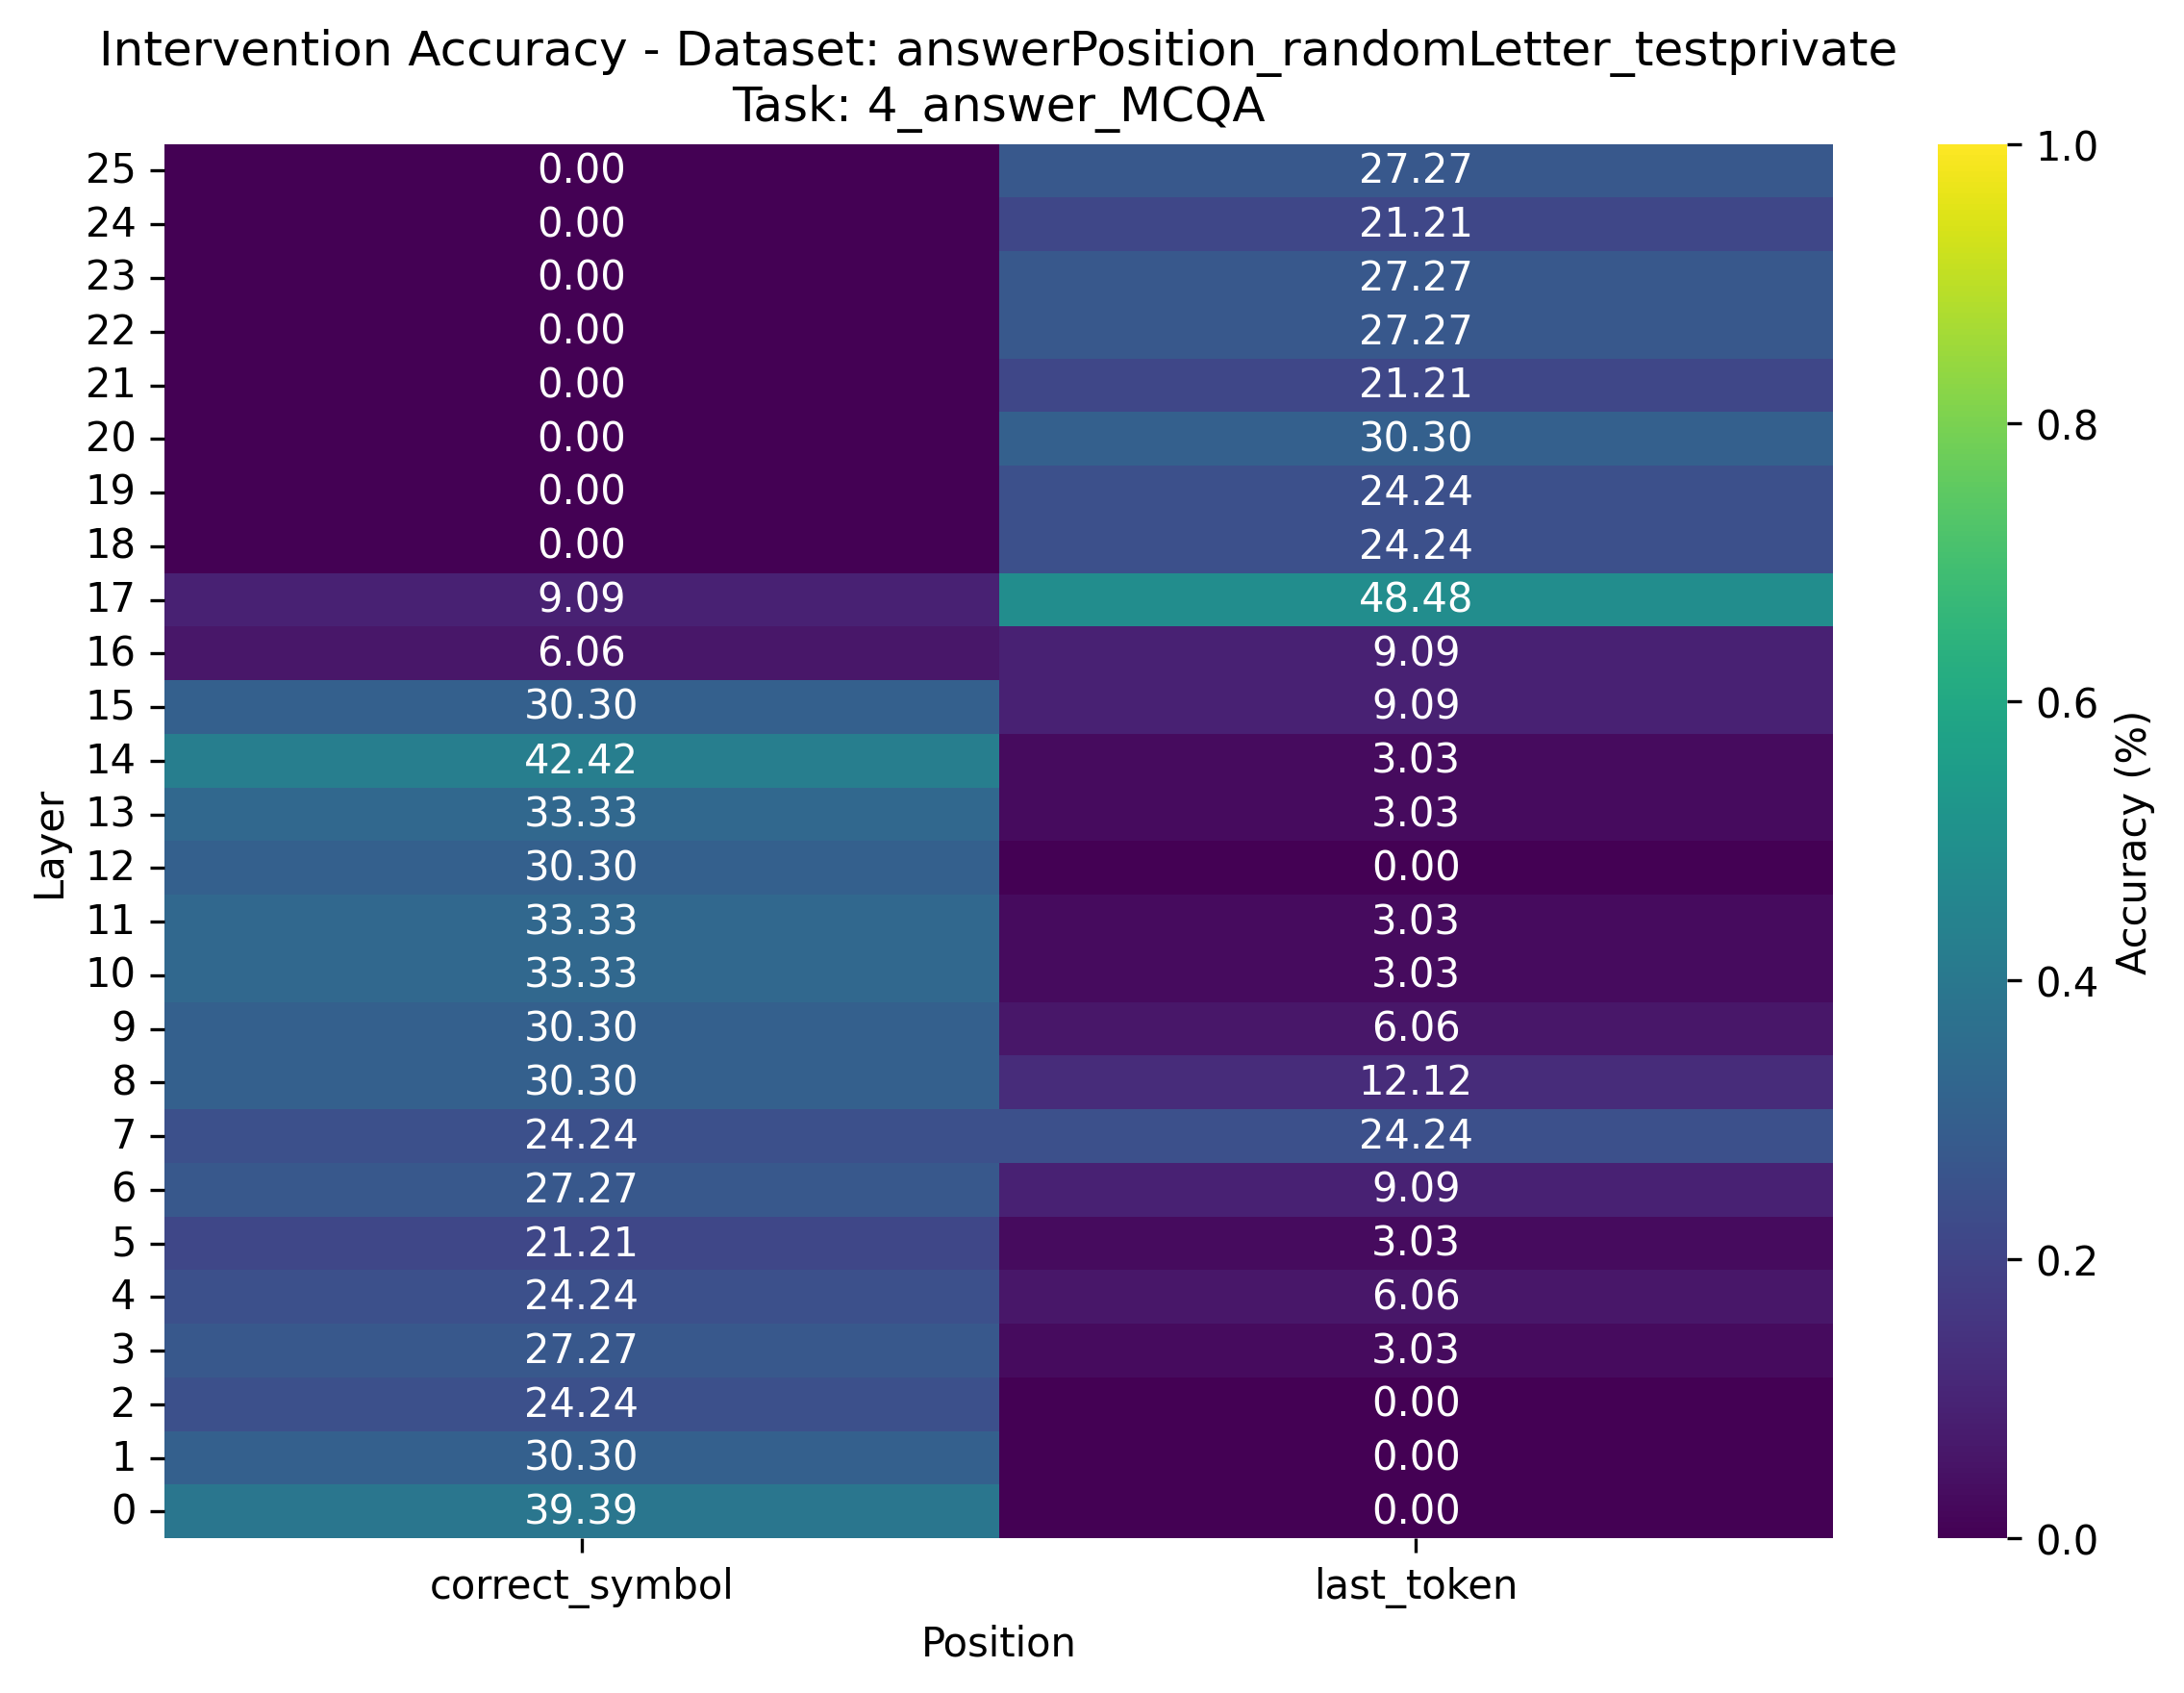 Intervention Accuracy - Dataset: answerPosition_randomLetter_testprivate
Task: 4_answer_MCQA
25 0.00 27.27
24 0.00 21.21
23 0.00 27.27
22 0.00 27.27
21 0.00 21.21
20 0.00 30.30
19 0.00 24.24
18 0.00 24.24
17 9.09 48.48
16 6.06 9.09
15 30.30 9.09
14 42.42 3.03
13 33.33 3.03
12 30.30 0.00
11 33.33 3.03
10 33.33 3.03
9 30.30 6.06
8 30.30 12.12
7 24.24 24.24
6 27.27 9.09
5 21.21 3.03
4 24.24 6.06
3 27.27 3.03
2 24.24 0.00
1 30.30 0.00
0 39.39 0.00
correct_symbol last_token
Position
Layer
1.0
0.8
0.6
0.4
0.2
0.0
Accuracy (%)